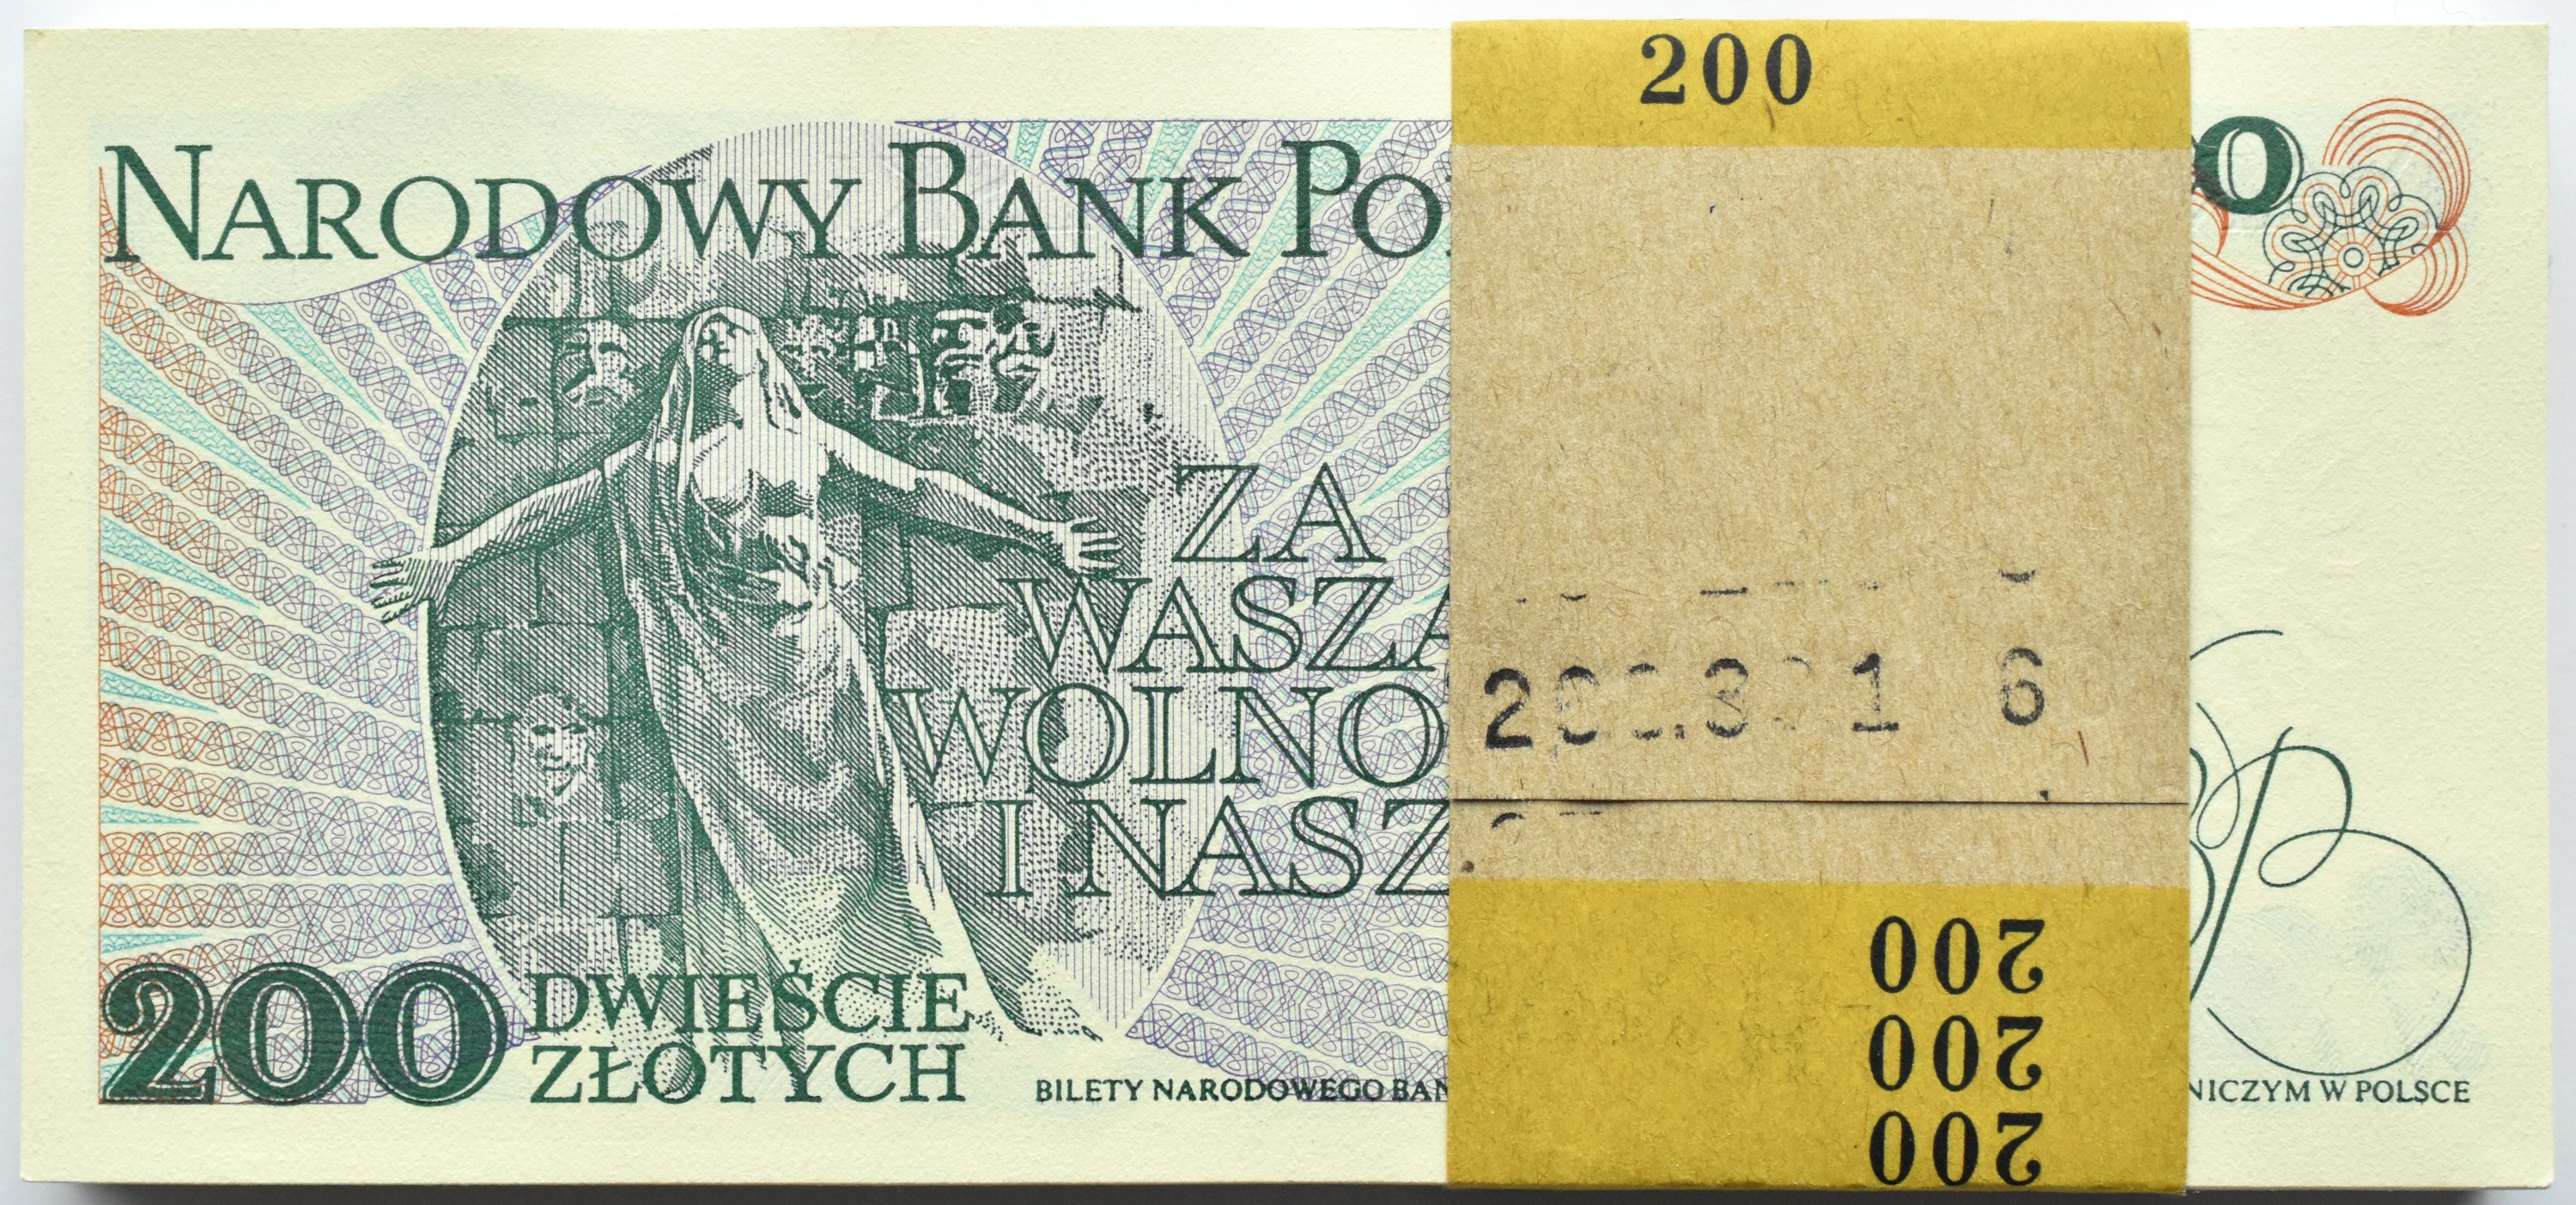 200
NARODOWY BANK PO
0
ZA
WASZA
WOLNO
I NASZ
200 DWIEŚCIE
ZŁOTYCH
BILETY NARODOWEGO BAN
NICZYM W POLSCE
200
200
200